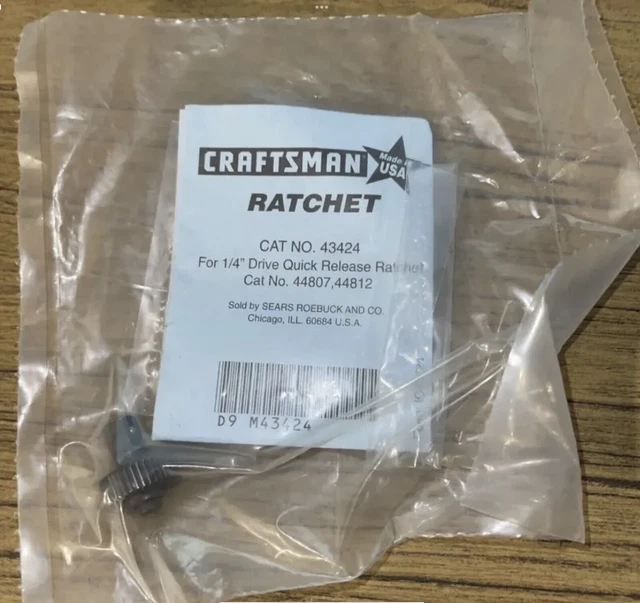 CRAFTSMAN
Made in
USA
RATCHET
CAT NO. 43424
For 1/4" Drive Quick Release Ratchet
Cat No. 44807,44812
Sold by SEARS ROEBUCK AND CO.
Chicago, ILL. 60684 U.S.A.
D9 M43424